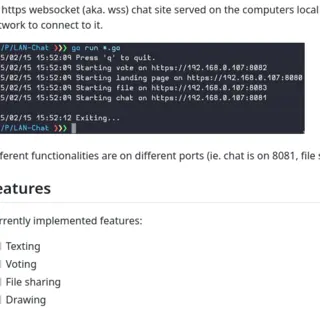 https websocket (aka. wss) chat site served on the computers local
twork to connect to it.
/P/LAN-Chat ❯❯❯ go run *.go
5/02/15 15:52:09 Press 'q' to quit.
5/02/15 15:52:09 Starting vote on https://192.168.0.107:8082
5/02/15 15:52:09 Starting landing page on https://192.168.0.107:8080
5/02/15 15:52:09 Starting file sharing on https://192.168.0.107:8083
5/02/15 15:52:09 Starting chat on https://192.168.0.107:8081
5/02/15 15:52:12 Exiting...
/P/LAN-Chat ❯❯❯
ferent functionalities are on different ports (ie. chat is on 8081, file s
eatures
rrently implemented features:
Texting
Voting
File sharing
Drawing